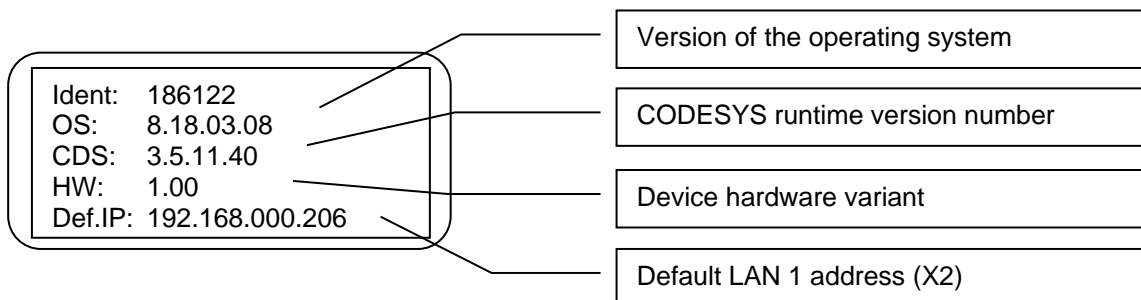 Ident: 186122
OS: 8.18.03.08
CDS: 3.5.11.40
HW: 1.00
Def.IP: 192.168.000.206
Version of the operating system
CODESYS runtime version number
Device hardware variant
Default LAN 1 address (X2)